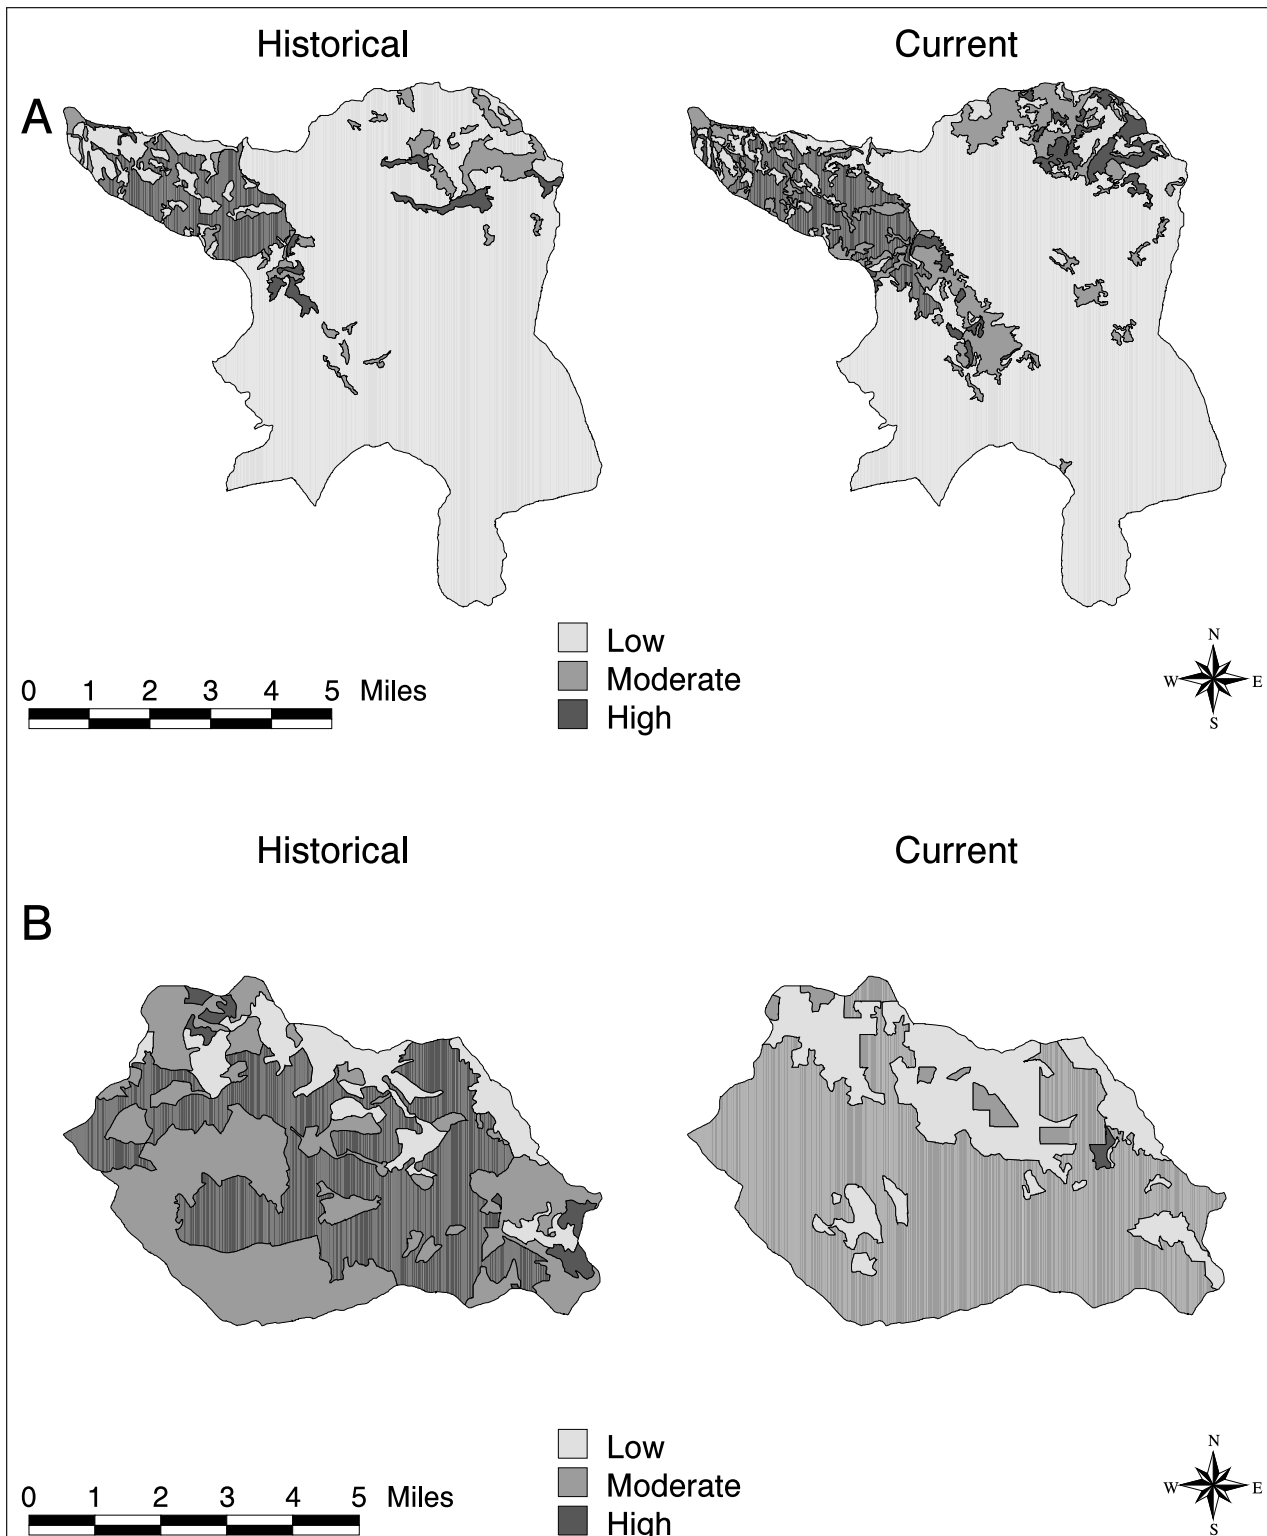 Historical Current
A
Low
Moderate
High
0 1 2 3 4 5 Miles
N
W E
S
Historical Current
B
Low
Moderate
High
0 1 2 3 4 5 Miles
N
W E
S